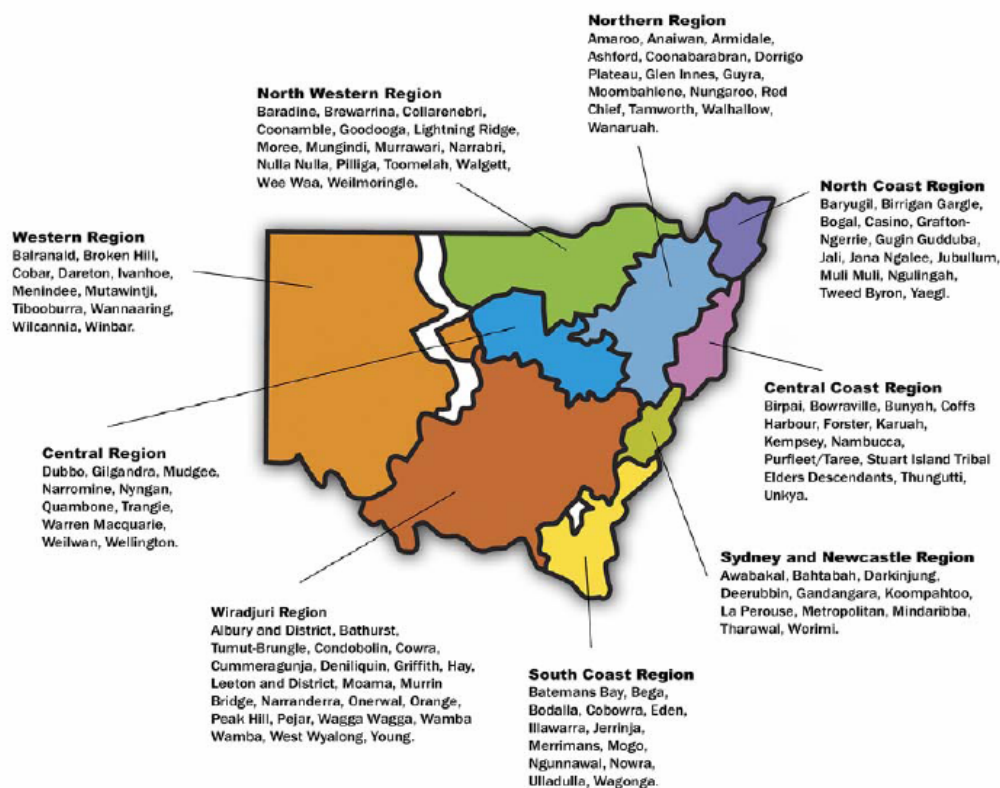 Northern Region
Amaroo, Anaiwan, Armidale,
Ashford, Coonabarabran, Dorrigo
Plateau, Glen Innes, Guyra,
Moombahlene, Nungaroo, Red
Chief, Tamworth, Walhallow,
Wanaruah.
North Western Region
Baradine, Brewarrina, Collarenebri,
Coonamble, Goodooga, Lightning Ridge,
Moree, Mungindi, Murrawari, Narrabri,
Nulla Nulla, Pilliga, Toomelah, Walgett,
Wee Waa, Weilmoringle.
North Coast Region
Baryugil, Birrigan Gargle,
Bogal, Casino, Grafton-
Ngerrie, Gugin Gudduba,
Jali, Jana Ngalee, Jubullum,
Muli Muli, Ngulingah,
Tweed Byron, Yaegl.
Western Region
Balranald, Broken Hill,
Cobar, Dareton, Ivanhoe,
Menindee, Mutawintji,
Tibooburra, Wannaaring,
Wilcannia, Winbar.
Central Coast Region
Birpai, Bowraville, Bunyah, Coffs
Harbour, Forster, Karuah,
Kempsey, Nambucca,
Purfleet/Taree, Stuart Island Tribal
Elders Descendants, Thungutti,
Unkya.
Central Region
Dubbo, Gilgandra, Mudgee,
Narromine, Nyngan,
Quambone, Trangie,
Warren Macquarie,
Weilwan, Wellington.
Sydney and Newcastle Region
Awabakal, Bahtabah, Darkinjung,
Deerubbin, Gandangara, Koompahtoo,
La Perouse, Metropolitan, Mindaribba,
Tharawal, Worimi.
Wiradjuri Region
Albury and District, Bathurst,
Tumut-Brungle, Condobolin, Cowra,
Cummeragunja, Deniliquin, Griffith, Hay,
Leeton and District, Moama, Murrin
Bridge, Narranderra, Onerwal, Orange,
Peak Hill, Pejar, Wagga Wagga, Wamba
Wamba, West Wyalong, Young.
South Coast Region
Batemans Bay, Bega,
Bodalla, Cobowra, Eden,
Illawarra, Jerrinja,
Merrimans, Mogo,
Ngunnawal, Nowra,
Ulladulla, Wagonga.